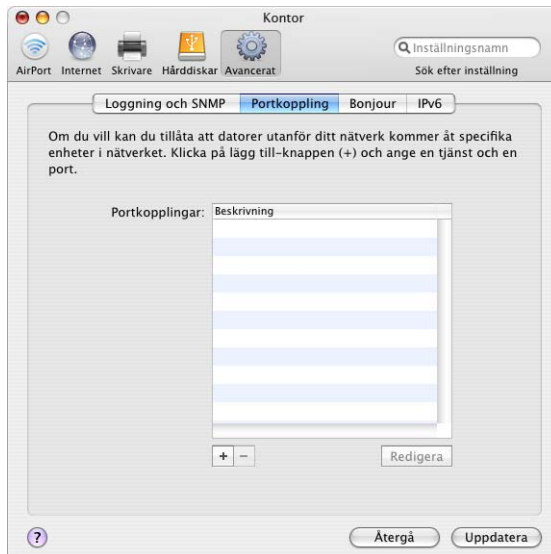 Kontor
Inställningsnamn
AirPort Internet Skrivare Hårddiskar Avancerat Sök efter inställning
Loggning och SNMP Portkoppling Bonjour IPv6
Om du vill kan du tillåta att datorer utanför ditt nätverk kommer åt specifika
enheter i nätverket. Klicka på lägg till-knappen (+) och ange en tjänst och en
port.
Portkopplingar: Beskrivning
+ − Redigera
? Återgå Uppdatera